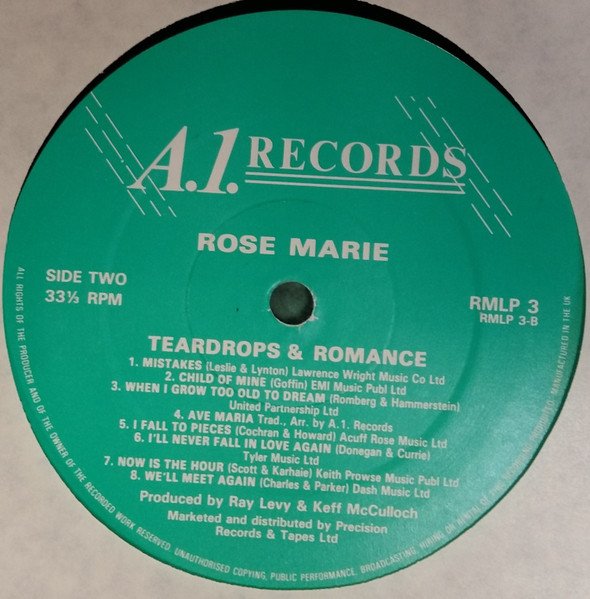 A.1. RECORDS
ROSE MARIE
SIDE TWO
33⅓ RPM
RMLP 3
RMLP 3-B
TEARDROPS & ROMANCE
1. MISTAKES (Leslie & Lynton) Lawrence Wright Music Co Ltd
2. CHILD OF MINE (Goffin) EMI Music Publ Ltd
3. WHEN I GROW TOO OLD TO DREAM (Romberg & Hammerstein)
United Partnership Ltd
4. AVE MARIA Trad., Arr by A.1. Records
5. I FALL TO PIECES (Cochran & Howard) Acuff Rose Music Ltd
6. I'LL NEVER FALL IN LOVE AGAIN (Donegan & Currie)
Tyler Music Ltd
7. NOW IS THE HOUR (Scott & Karhaie) Keith Prowse Music Publ Ltd
8. WE'LL MEET AGAIN (Charles & Parker) Dash Music Ltd
Produced by Ray Levy & Keff McCulloch
Marketed and distributed by Precision
Records & Tapes Ltd
ALL RIGHTS OF THE PRODUCER AND OF THE OWNER OF THE RECORDED WORK RESERVED. UNAUTHORISED COPYING, PUBLIC PERFORMANCE, BROADCASTING, HIRING OR RENTAL OF PROHIBITED. MANUFACTURED IN THE UK